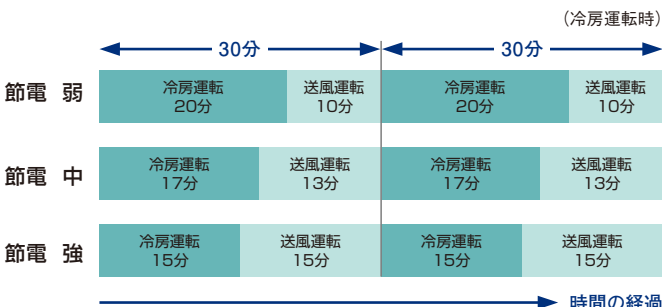 （冷房運転時）
30分 30分
節電 弱
冷房運転 送風運転 冷房運転 送風運転
20分 10分 20分 10分
節電 中
冷房運転 送風運転 冷房運転 送風運転
17分 13分 17分 13分
節電 強
冷房運転 送風運転 冷房運転 送風運転
15分 15分 15分 15分
時間の経過